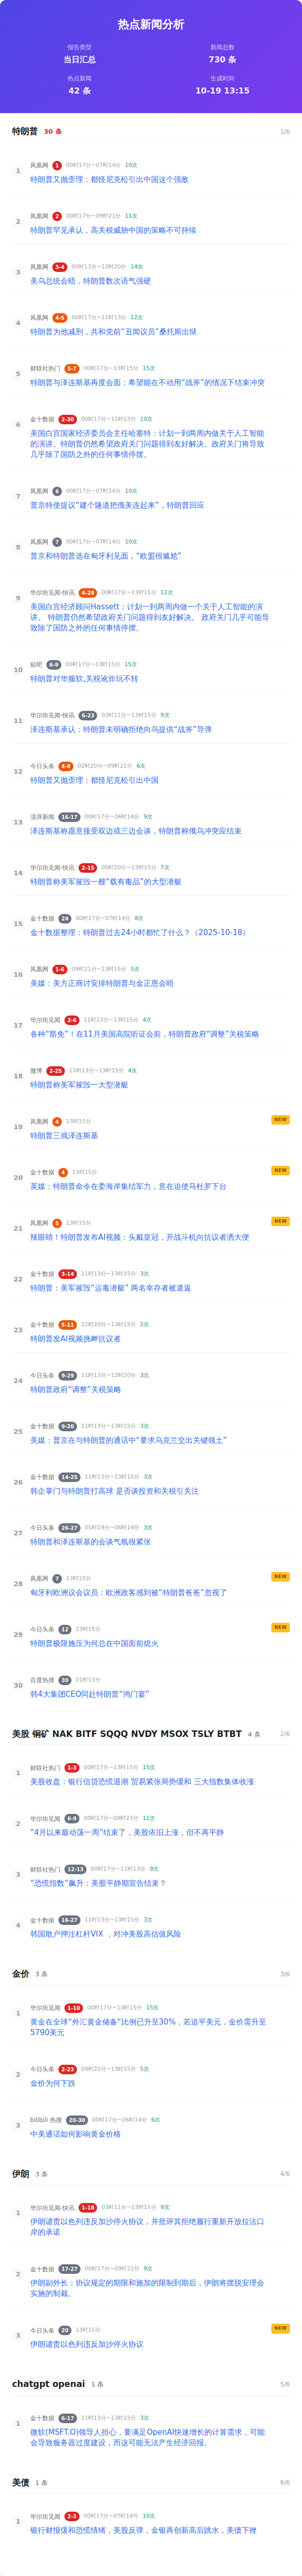 热点新闻分析
报告类型
当日汇总
新闻总数
730 条
热点新闻
42 条
生成时间
10-19 13:15
特朗普 30 条 1/6
1 凤凰网 1 00时17分~07时14分 10次
特朗普又抛歪理：都怪尼克松引出中国这个强敌
2 凤凰网 2 00时17分~09时21分 11次
特朗普罕见承认，高关税威胁中国的策略不可持续
3 凤凰网 3-4 00时17分~12时20分 14次
美乌总统会晤，特朗普数次语气强硬
4 凤凰网 4-5 00时17分~11时13分 12次
特朗普为他减刑，共和党前“丑闻议员”桑托斯出狱
5 财联社热门 5-7 00时17分~13时15分 15次
特朗普与泽连斯基再度会面：希望能在不动用“战斧”的情况下结束冲突
6 金十数据 2-30 00时17分~11时13分 10次
美国白宫国家经济委员会主任哈塞特：计划一到两周内做关于人工智能
的演讲。特朗普仍然希望政府关门问题得到友好解决。政府关门将导致
几乎除了国防之外的任何事情停摆。
7 凤凰网 6 00时17分~07时14分 10次
普京特使提议“建个隧道把俄美连起来”，特朗普回应
8 凤凰网 7 00时17分~07时14分 10次
普京和特朗普选在匈牙利见面，“欧盟很尴尬”
9 华尔街见闻-快讯 4-28 00时17分~13时15分 12次
美国白宫经济顾问Hassett：计划一到两周内做一个关于人工智能的演
讲。 特朗普仍然希望政府关门问题得到友好解决。 政府关门几乎可能导
致除了国防之外的任何事情停摆。
10 贴吧 6-9 00时17分~13时15分 15次
特朗普对华服软,关税讹诈玩不转
11 华尔街见闻-快讯 6-23 03时11分~13时15分 9次
泽连斯基承认：特朗普未明确拒绝向乌提供“战斧”导弹
12 今日头条 4-8 02时20分~09时21分 6次
特朗普又抛歪理：都怪尼克松引出中国
13 澎湃新闻 16-17 00时17分~06时14分 9次
泽连斯基称愿意接受双边或三边会谈，特朗普称俄乌冲突应结束
14 华尔街见闻-快讯 2-15 05时20分~13时15分 7次
特朗普称美军摧毁一艘“载有毒品”的大型潜艇
15 金十数据 24 00时17分~07时14分 8次
金十数据整理：特朗普过去24小时都忙了什么？（2025-10-18）
16 凤凰网 1-6 09时21分~13时15分 5次
美媒：美方正商讨安排特朗普与金正恩会晤
17 华尔街见闻 2-6 11时13分~13时15分 4次
各种“豁免”！在11月美国高院听证会前，特朗普政府“调整”关税策略
18 微博 2-25 11时13分~13时15分 4次
特朗普称美军摧毁一大型潜艇
19 凤凰网 4 13时15分 NEW
特朗普三戏泽连斯基
20 金十数据 4 13时15分 NEW
英媒：特朗普命令在委海岸集结军力，意在迫使马杜罗下台
21 凤凰网 5 13时15分 NEW
辣眼睛！特朗普发布AI视频：头戴皇冠，开战斗机向抗议者洒大便
22 金十数据 3-14 11时13分~13时15分 3次
特朗普：美军摧毁“运毒潜艇” 两名幸存者被遣返
23 金十数据 5-11 12时20分~13时15分 2次
特朗普发AI视频挑衅抗议者
24 今日头条 9-29 11时13分~12时20分 3次
特朗普政府“调整”关税策略
25 金十数据 9-20 11时13分~13时15分 3次
美媒：普京在与特朗普的通话中“要求乌克兰交出关键领土”
26 金十数据 14-25 11时13分~13时15分 3次
韩企掌门与特朗普打高球 是否谈投资和关税引关注
27 今日头条 26-27 05时19分~06时14分 3次
特朗普和泽连斯基的会谈气氛很紧张
28 凤凰网 7 13时15分 NEW
匈牙利欧洲议会议员：欧洲政客感到被“特朗普爸爸”忽视了
29 今日头条 12 13时15分 NEW
特朗普极限施压为何总在中国面前熄火
30 百度热搜 30 01时13分
韩4大集团CEO同赴特朗普“鸿门宴”
美股 铜矿 NAK BITF SQQQ NVDY MSOX TSLY BTBT 4 条 2/6
1 财联社热门 1-3 00时17分~13时15分 15次
美股收盘：银行信贷恐慌退潮 贸易紧张局势缓和 三大指数集体收涨
2 华尔街见闻 6-9 00时17分~09时21分 11次
“4月以来最动荡一周”结束了，美股依旧上涨，但不再平静
3 财联社热门 12-13 00时17分~11时13分 9次
“恐慌指数”飙升：美股平静期宣告结束？
4 金十数据 16-27 11时13分~13时15分 3次
韩国散户押注杠杆VIX ，对冲美股高估值风险
金价 3 条 3/6
1 华尔街见闻 1-10 00时17分~13时15分 15次
黄金在全球“外汇黄金储备”比例已升至30%，若追平美元，金价需升至
5790美元
2 今日头条 2-23 09时21分~13时15分 5次
金价为何下跌
3 bilibili 热搜 20-30 00时17分~06时14分 6次
中美通话如何影响黄金价格
伊朗 3 条 4/6
1 华尔街见闻-快讯 1-18 03时11分~13时15分 9次
伊朗谴责以色列违反加沙停火协议，并批评其拒绝履行重新开放拉法口
岸的承诺
2 金十数据 17-27 00时17分~09时21分 9次
伊朗副外长：协议规定的期限和施加的限制到期后，伊朗将摆脱安理会
实施的制裁。
3 今日头条 20 13时15分 NEW
伊朗谴责以色列违反加沙停火协议
chatgpt openai 1 条 5/6
1 金十数据 6-17 11时13分~13时15分 3次
微软(MSFT.O)领导人担心，要满足OpenAI快速增长的计算需求，可能
会导致服务器过度建设，而这可能无法产生经济回报。
美债 1 条 6/6
1 华尔街见闻 2-3 00时17分~07时14分 10次
银行财报缓和恐慌情绪，美股反弹，金银再创新高后跳水，美债下挫